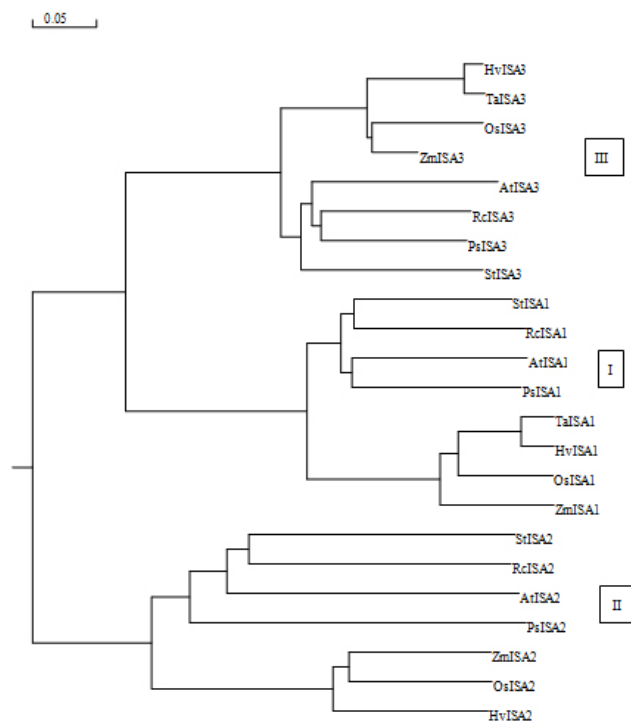 0.05
HvISA3
TaISA3
OsISA3
ZmISA3
III
AtISA3
RcISA3
PsISA3
StISA3
StISA1
RcISA1
AtISA1
I
PsISA1
TaISA1
HvISA1
OsISA1
ZmISA1
StISA2
RcISA2
AtISA2
II
PsISA2
ZmISA2
OsISA2
HvISA2